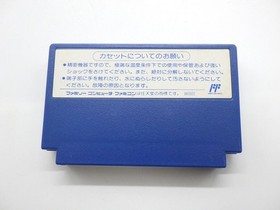 カセットについてのお願い
●精密機器ですので、極端な温度条件下での使用や保管および強い
ショックをさけてください。また、絶対に分解しないでください。
●端子部に手を触れたり、水にぬらしたりして汚さないようにして
ください。故障の原因となります。
ファミリーコンピュータ・ファミコンは任天堂の商標です。